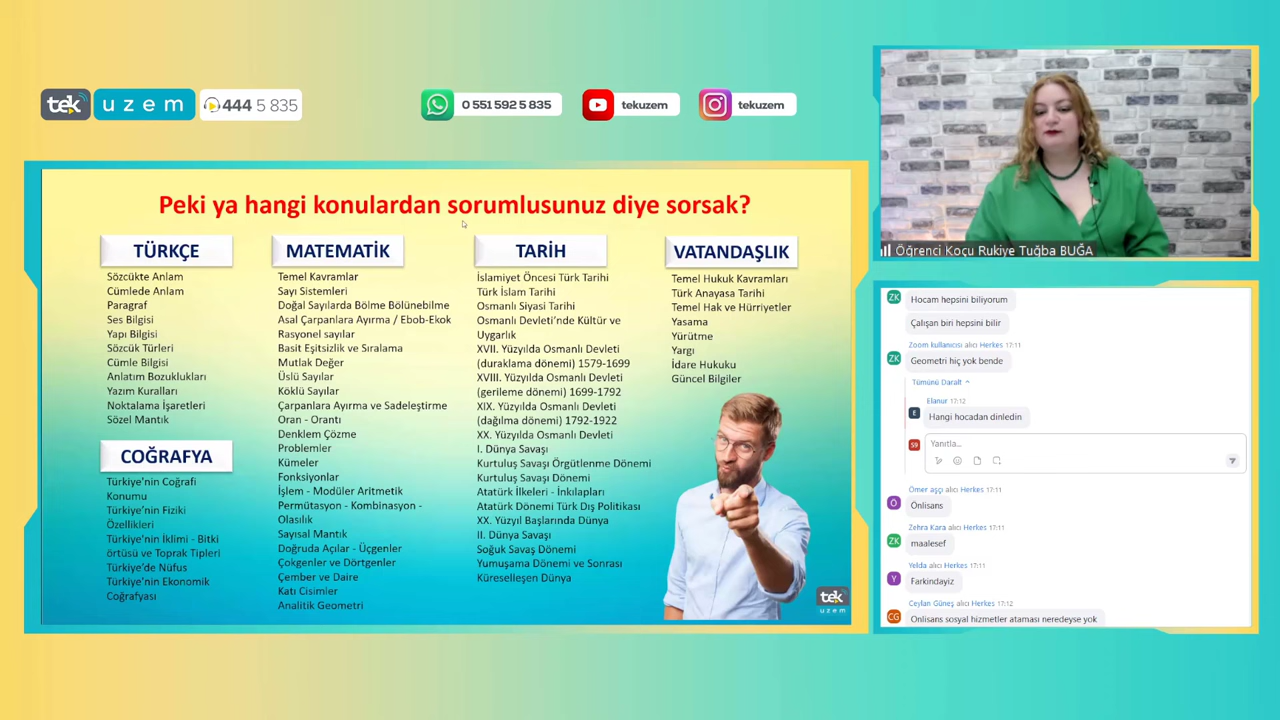 tek
uzem
444 5 835
0 551 592 5 835
tekuzem
tekuzem
Peki ya hangi konulardan sorumlusunuz diye sorsak?
TÜRKÇE
Sözcükte Anlam
Cümlede Anlam
Paragraf
Ses Bilgisi
Yapı Bilgisi
Sözcük Türleri
Cümle Bilgisi
Anlatım Bozuklukları
Yazım Kuralları
Noktalama İşaretleri
Sözel Mantık
COĞRAFYA
Türkiye'nin Coğrafi
Konumu
Türkiye'nin Fiziki
Özellikleri
Türkiye'nin İklimi - Bitki
örtüsü ve Toprak Tipleri
Türkiye'de Nüfus
Türkiye'nin Ekonomik
Coğrafyası
MATEMATİK
Temel Kavramlar
Sayı Sistemleri
Doğal Sayılarda Bölme Bölünebilme
Asal Çarpanlara Ayırma / Ebob-Ekok
Rasyonel sayılar
Basit Eşitsizlik ve Sıralama
Mutlak Değer
Üslü Sayılar
Köklü Sayılar
Çarpanlara Ayırma ve Sadeleştirme
Oran - Orantı
Denklem Çözme
Problemler
Kümeler
Fonksiyonlar
İşlem - Modüler Aritmetik
Permütasyon - Kombinasyon -
Olasılık
Sayısal Mantık
Doğruda Açılar - Üçgenler
Çokgenler ve Dörtgenler
Çember ve Daire
Katı Cisimler
Analitik Geometri
TARİH
İslamiyet Öncesi Türk Tarihi
Türk İslam Tarihi
Osmanlı Siyasi Tarihi
Osmanlı Devleti'nde Kültür ve
Uygarlık
XVII. Yüzyılda Osmanlı Devleti
(duraklama dönemi) 1579-1699
XVIII. Yüzyılda Osmanlı Devleti
(gerileme dönemi) 1699-1792
XIX. Yüzyılda Osmanlı Devleti
(dağılma dönemi) 1792-1922
XX. Yüzyılda Osmanlı Devleti
I. Dünya Savaşı
Kurtuluş Savaşı Örgütlenme Dönemi
Kurtuluş Savaşı Dönemi
Atatürk İlkeleri - İnkılapları
Atatürk Dönemi Türk Dış Politikası
XX. Yüzyıl Başlarında Dünya
II. Dünya Savaşı
Soğuk Savaş Dönemi
Yumuşama Dönemi ve Sonrası
Küreselleşen Dünya
VATANDAŞLIK
Temel Hukuk Kavramları
Türk Anayasa Tarihi
Temel Hak ve Hürriyetler
Yasama
Yürütme
Yargı
İdare Hukuku
Güncel Bilgiler
tek
uzem
Öğrenci Koçu Rukiye Tuğba BUĞA
ZK
Hocam hepsini biliyorum
Çalışan biri hepsini bilir
Zoom kullanıcısı alıcı Herkes 17:11
ZK
Geometri hiç yok bende
Tümünü Daralt
Elanur 17:12
E
Hangi hocadan dinledin
S9
Yanıtla...
Ömer aşçı alıcı Herkes 17:11
Ö
Önlisans
Zehra Kara alıcı Herkes 17:11
ZK
maalesef
Yelda alıcı Herkes 17:11
Y
Farkindayiz
Ceylan Güneş alıcı Herkes 17:12
CG
Önlisans sosyal hizmetler ataması neredeyse yok